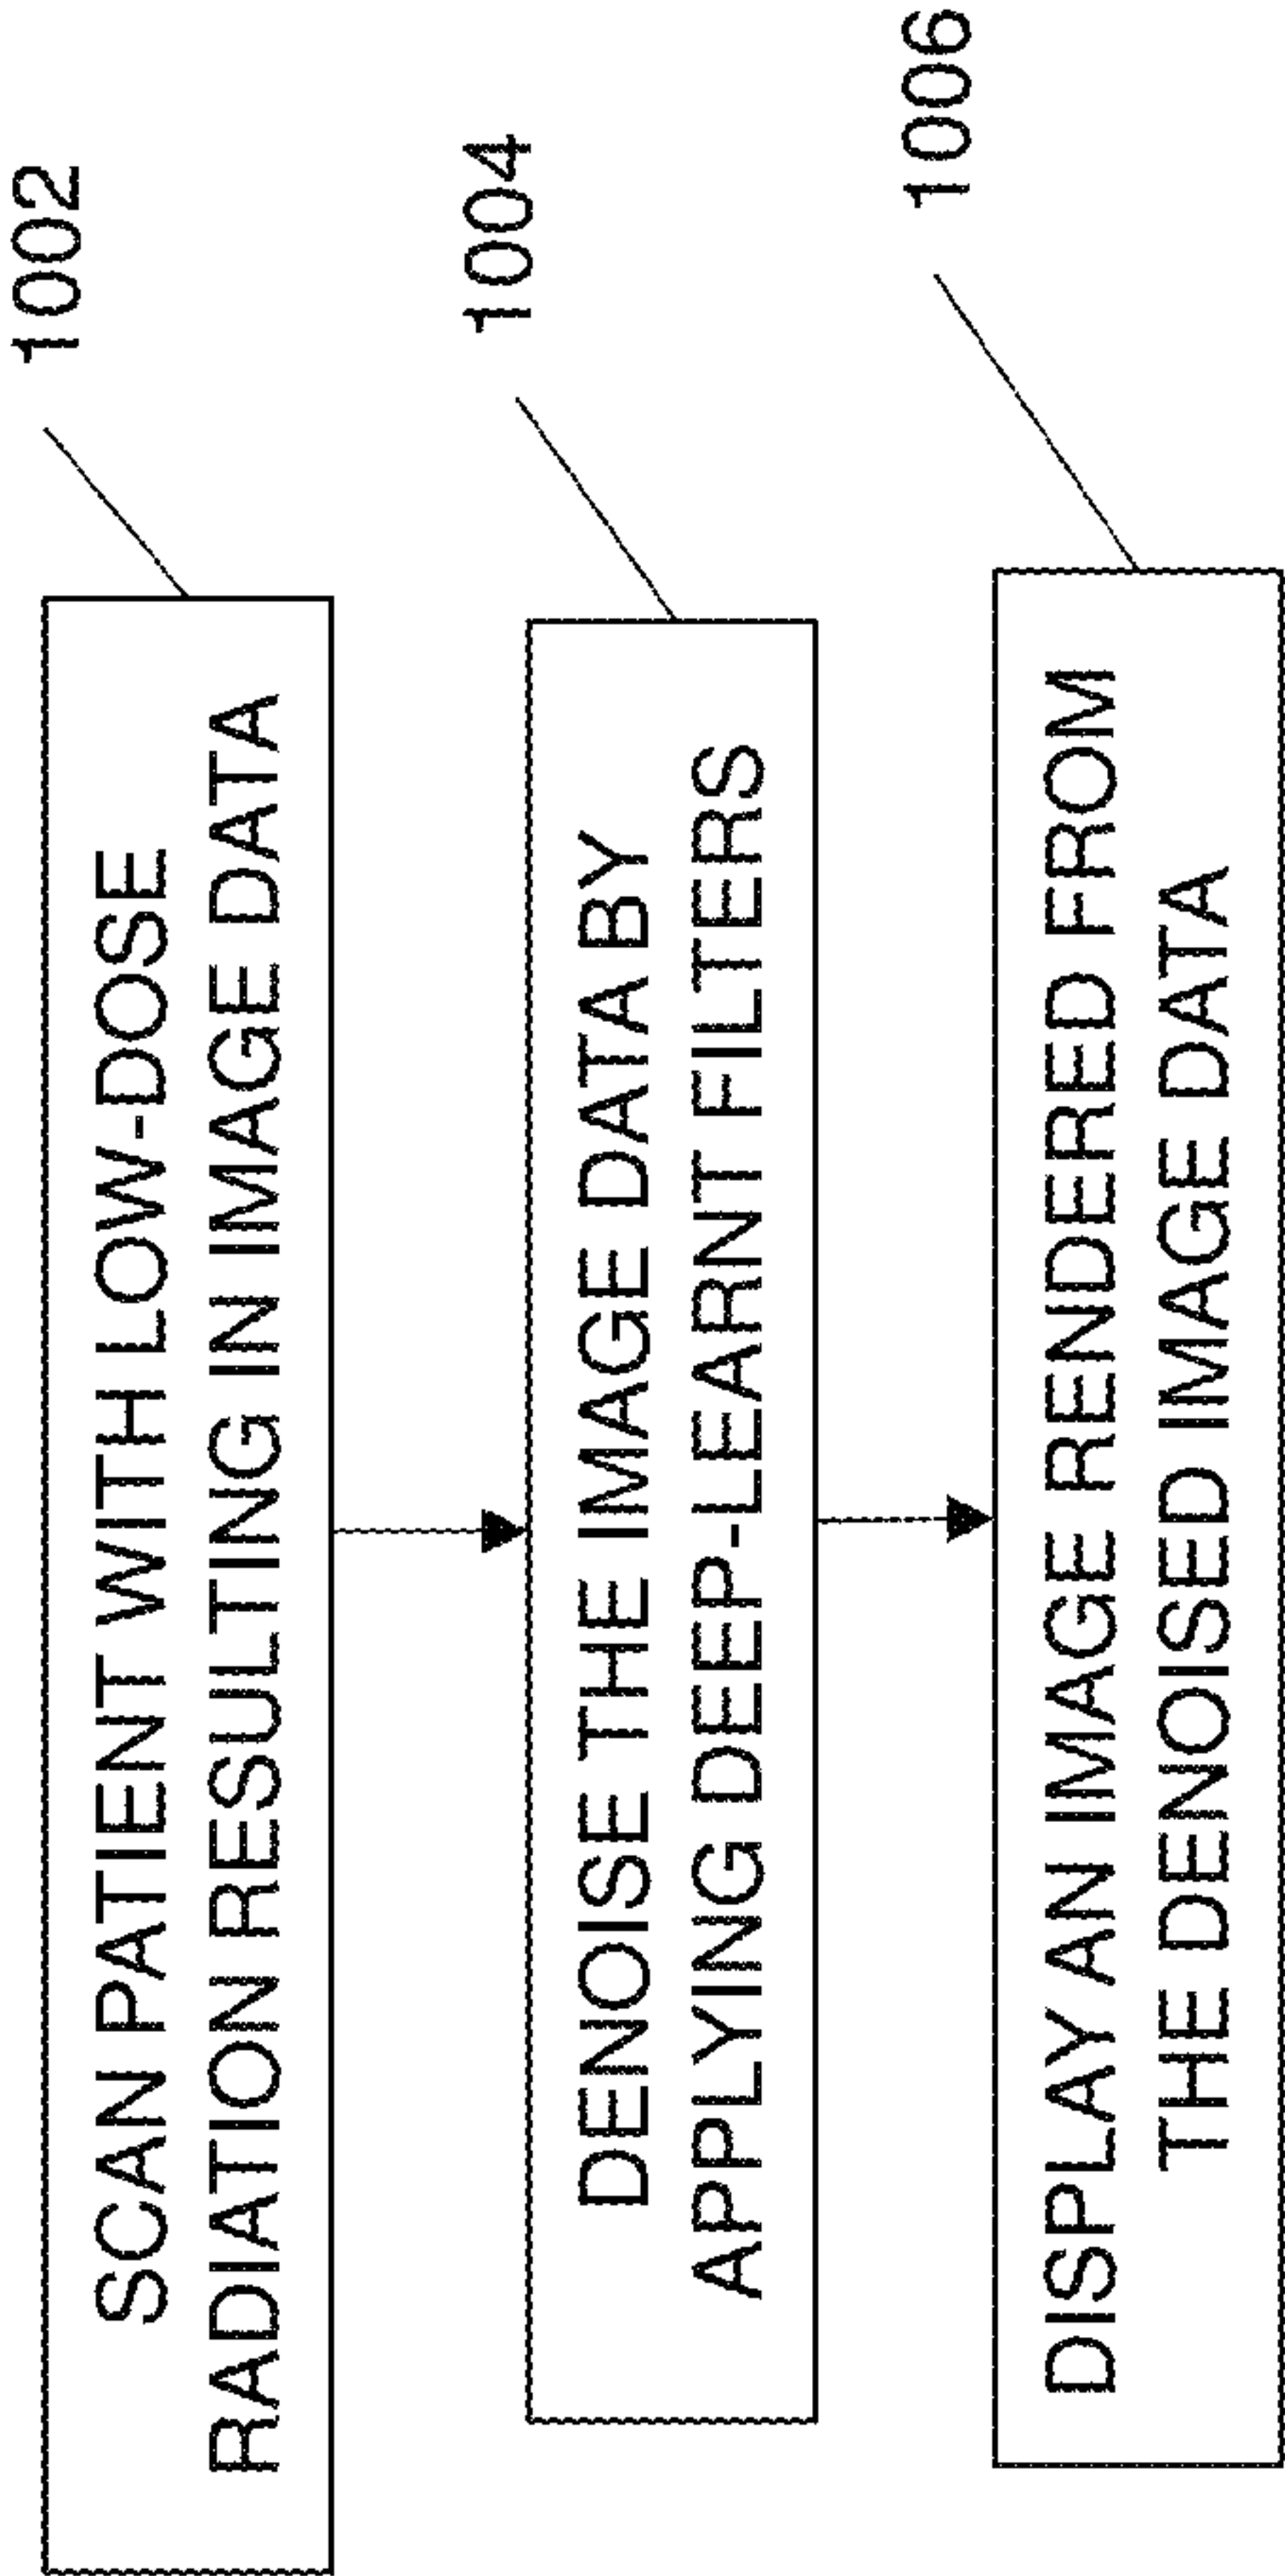 SCAN PATIENT WITH LOW-DOSE
RADIATION RESULTING IN IMAGE DATA
1002
DENOISE THE IMAGE DATA BY
APPLYING DEEP-LEARNT FILTERS
1004
DISPLAY AN IMAGE RENDERED FROM
THE DENOISED IMAGE DATA
1006